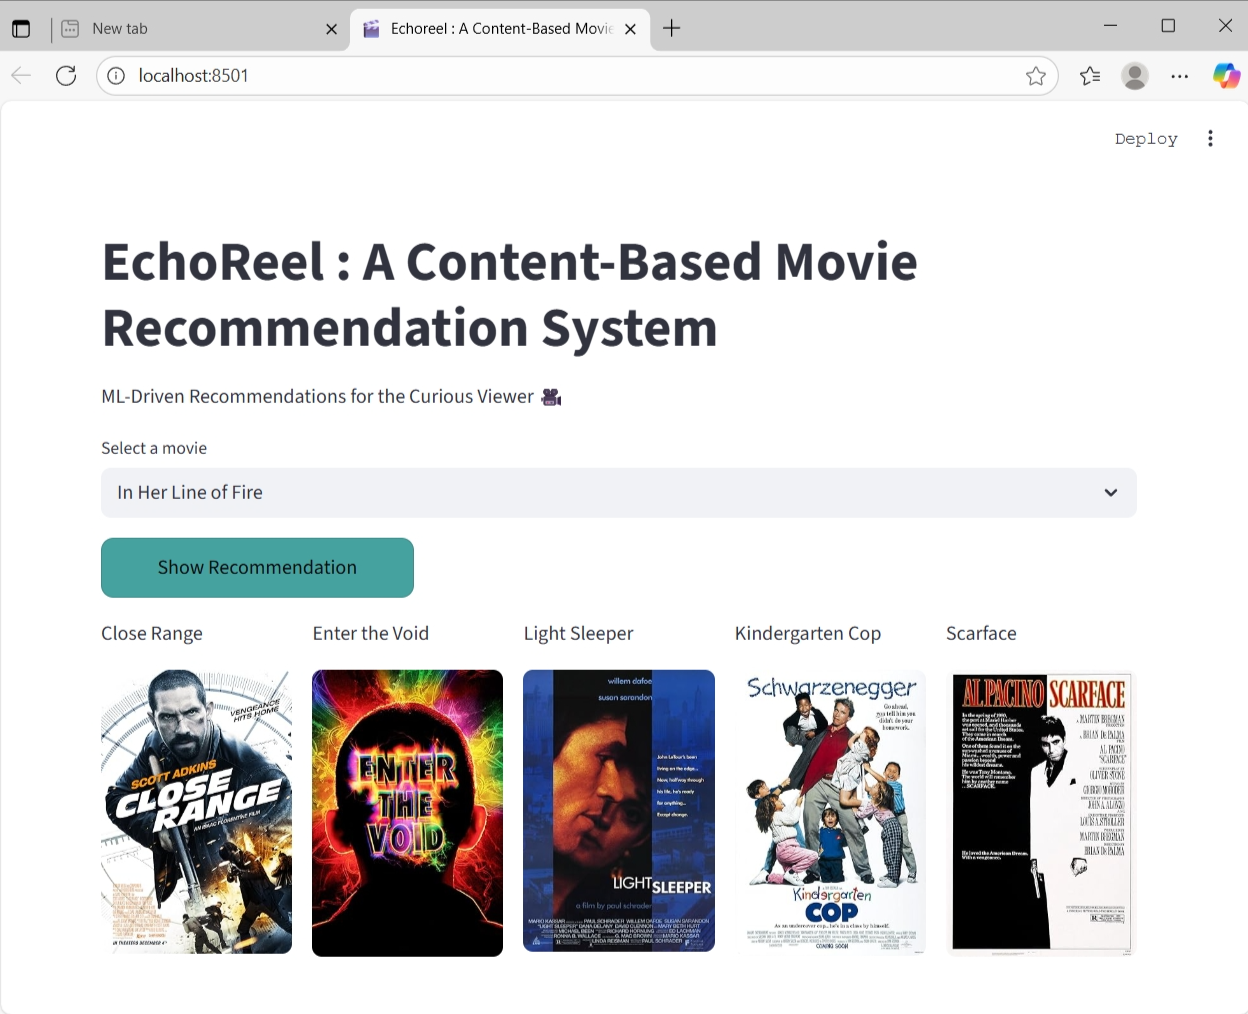 New tab
Echoreel : A Content-Based Movie
localhost:8501
Deploy
EchoReel : A Content-Based Movie
Recommendation System
ML-Driven Recommendations for the Curious Viewer
Select a movie
In Her Line of Fire
Show Recommendation
Close Range
Enter the Void
Light Sleeper
Kindergarten Cop
Scarface
VENGEANCE
HITS HOME
SCOTT ADKINS
CLOSE
RANGE
AN ISAAC FLORENTINE FILM
IN THEATERS DECEMBER 4
ENTER
THE
VOID
willem dafoe
susan sarandon
John LeTour's been
living on the edge...
Now, halfway through
his life, he's ready
for anything...
Except change.
LIGHT SLEEPER
a film by paul schrader
Schwarzenegger
Go ahead,
you tell him you
didn't do your
homework.
Kindergarten
COP
As an undercover cop, he's in a class by himself.
COMING SOON
AL PACINO SCARFACE
In the spring of 1980,
the port at Mariel Harbor
was opened, and thousands
set sail for the United States.
They came in search
of the American Dream.
One of them found it on the
sun-washed avenues of
Miami...wealth, power and
passion beyond
his wildest dreams.
He was Tony Montana.
The world will remember
him by another name
...SCARFACE.
He loved the American Dream.
With a vengeance.
MARTIN BREGMAN
BRIAN De PALMA
AL PACINO
"SCARFACE"
OLIVER STONE
GIORGIO MORODER
JOHN A. ALONZO
LOUIS A. STROLLER
MARTIN BREGMAN
BRIAN De PALMA
R